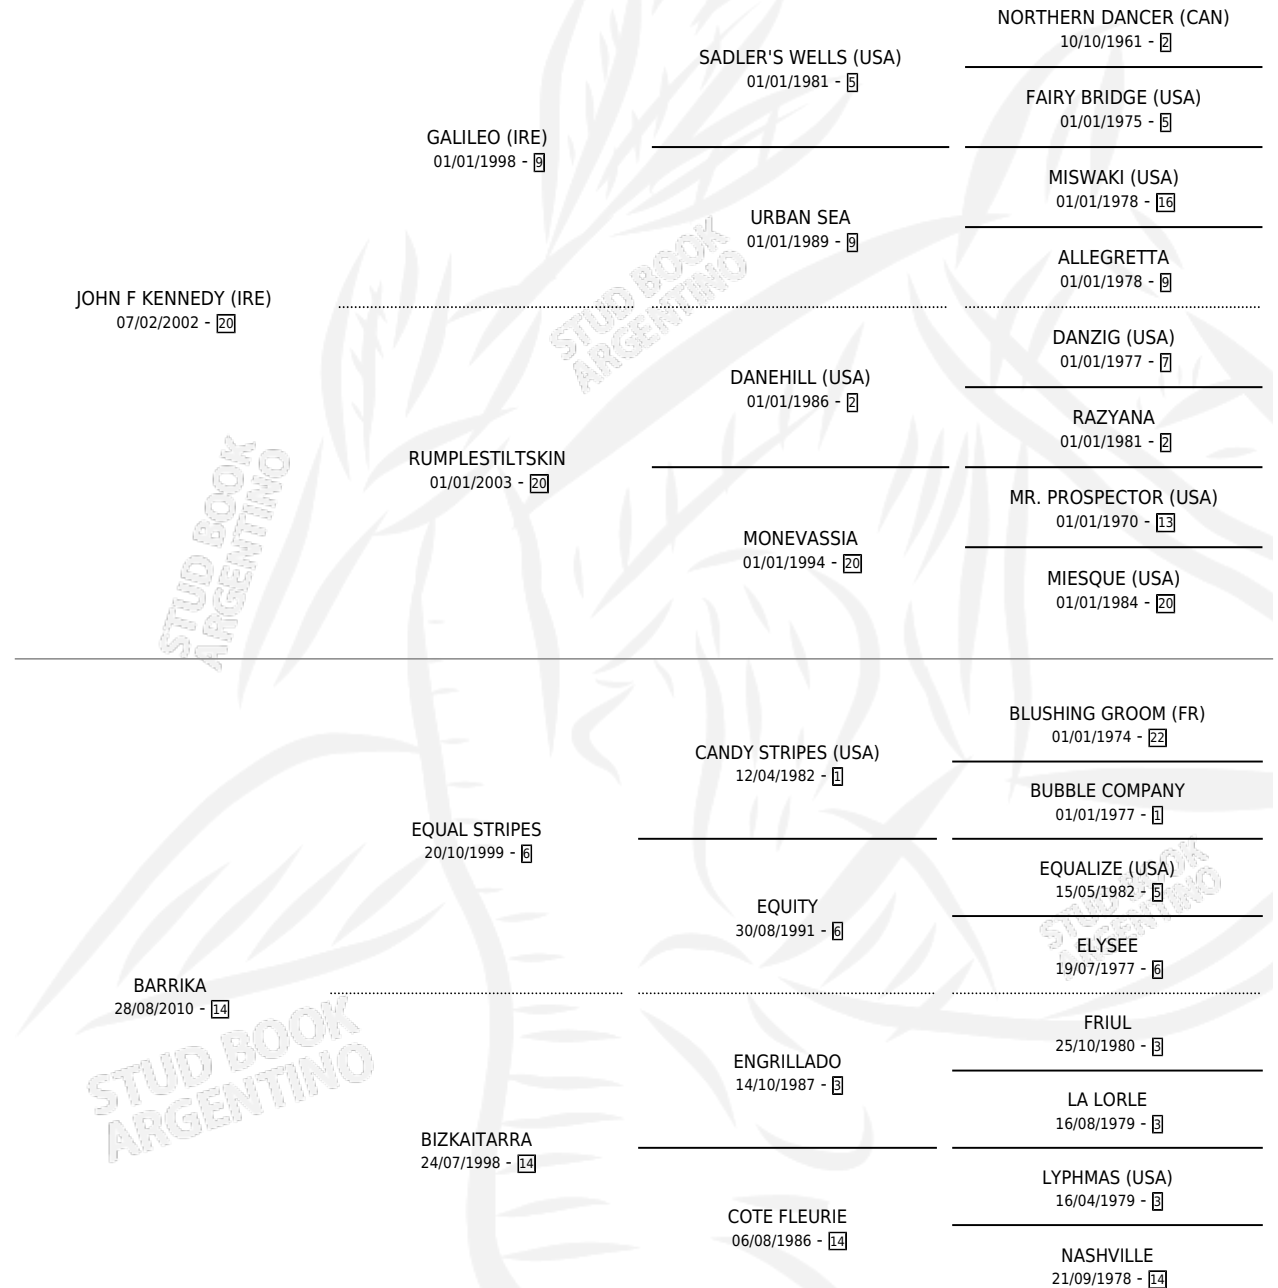 NORTHERN DANCER (CAN)
10/10/1961 - 2
SADLER'S WELLS (USA)
01/01/1981 - 5
FAIRY BRIDGE (USA)
01/01/1975 - 5
GALILEO (IRE)
01/01/1998 - 9
MISWAKI (USA)
01/01/1978 - 16
URBAN SEA
01/01/1989 - 9
ALLEGRETTA
01/01/1978 - 9
JOHN F KENNEDY (IRE)
07/02/2002 - 20
DANZIG (USA)
01/01/1977 - 7
DANEHILL (USA)
01/01/1986 - 2
RAZYANA
01/01/1981 - 2
RUMPLESTILTSKIN
01/01/2003 - 20
MR. PROSPECTOR (USA)
01/01/1970 - 13
MONEVASSIA
01/01/1994 - 20
MIESQUE (USA)
01/01/1984 - 20
BLUSHING GROOM (FR)
01/01/1974 - 22
CANDY STRIPES (USA)
12/04/1982 - 1
BUBBLE COMPANY
01/01/1977 - 1
EQUAL STRIPES
20/10/1999 - 6
EQUALIZE (USA)
15/05/1982 - 5
EQUITY
30/08/1991 - 6
ELYSEE
19/07/1977 - 6
BARRIKA
28/08/2010 - 14
FRIUL
25/10/1980 - 3
ENGRILLADO
14/10/1987 - 3
LA LORLE
16/08/1979 - 3
BIZKAITARRA
24/07/1998 - 14
LYPHMAS (USA)
16/04/1979 - 3
COTE FLEURIE
06/08/1986 - 14
NASHVILLE
21/09/1978 - 14
STUD BOOK
ARGENTINO
STUD BOOK
ARGENTINO
STUD BOOK
ARGENTINO
STUD BOOK
ARGENTINO